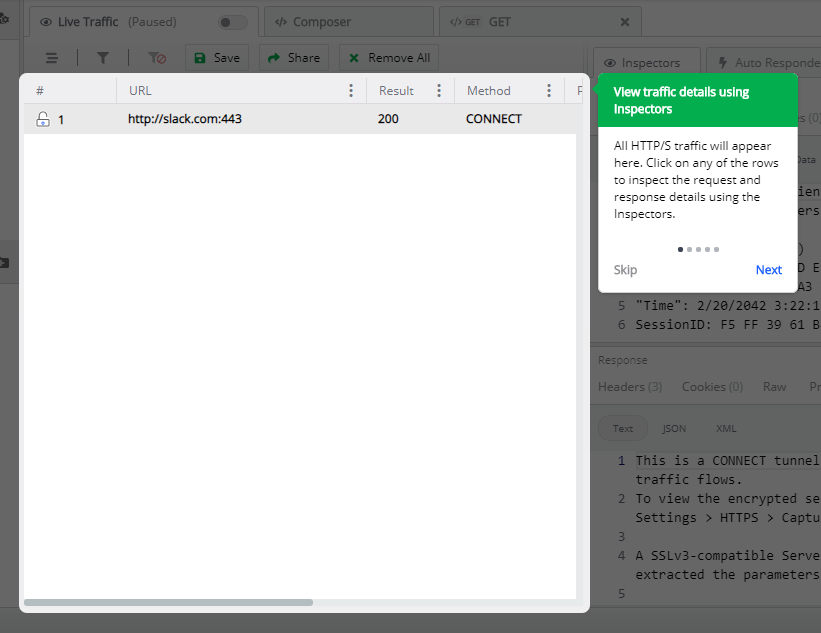 Live Traffic (Paused)
</> Composer
</> GET GET
Save
Share
Remove All
Inspectors
Auto Responde
# URL Result Method
1 http://slack.com:443 200 CONNECT
View traffic details using
Inspectors
All HTTP/S traffic will appear
here. Click on any of the rows
to inspect the request and
response details using the
Inspectors.
Skip Next
5 "Time": 2/20/2042 3:22:1
6 SessionID: F5 FF 39 61 B
Response
Headers (3) Cookies (0) Raw
Text JSON XML
1 This is a CONNECT tunnel
traffic flows.
2 To view the encrypted se
Settings > HTTPS > Captu
3
4 A SSLv3-compatible Serve
extracted the parameters
5